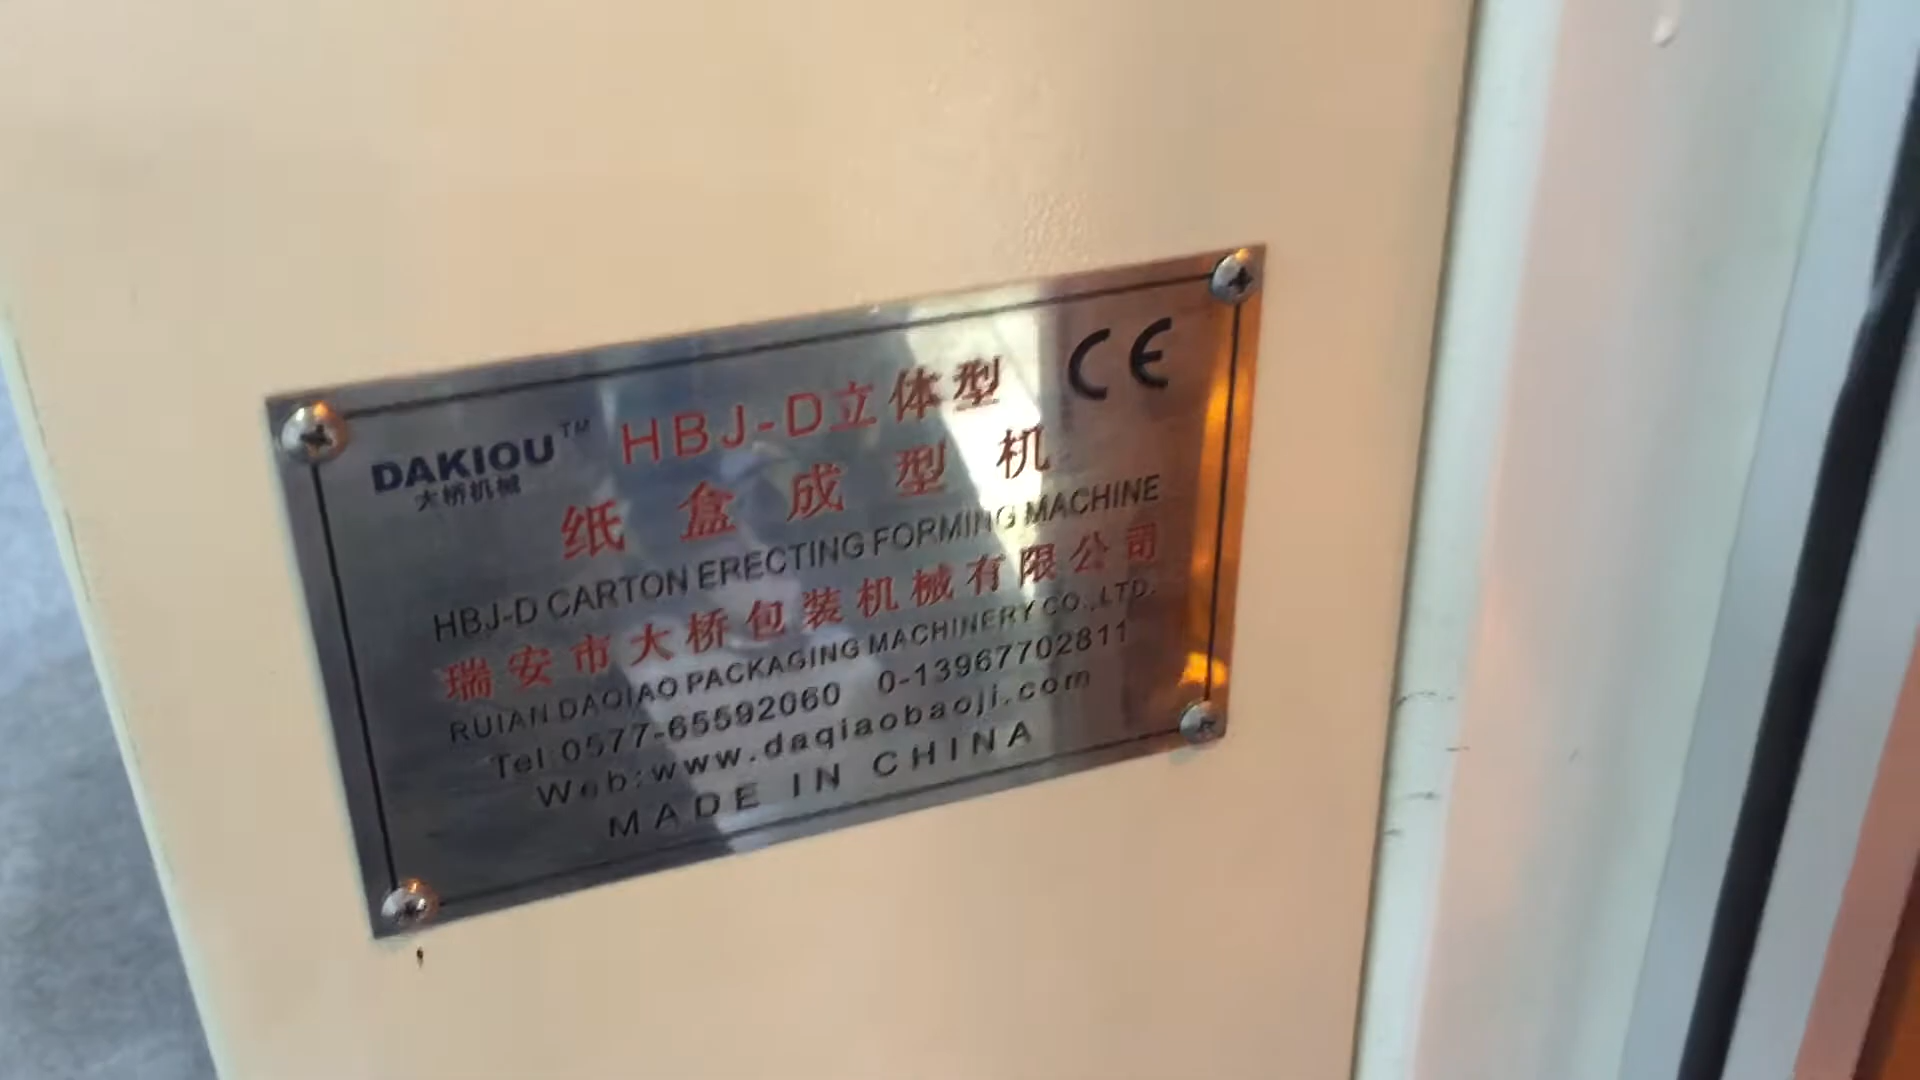 DAKIOU™ HBJ-D立体型 CE
大桥机械
纸盒成型机
HBJ-D CARTON ERECTING FORMING MACHINE
瑞安市大桥包装机械有限公司
RUIAN DAQIAO PACKAGING MACHINERY CO.,LTD.
Tel:0577-65592060 0-13967702811
Web:www.daqiaobaoji.com
MADE IN CHINA